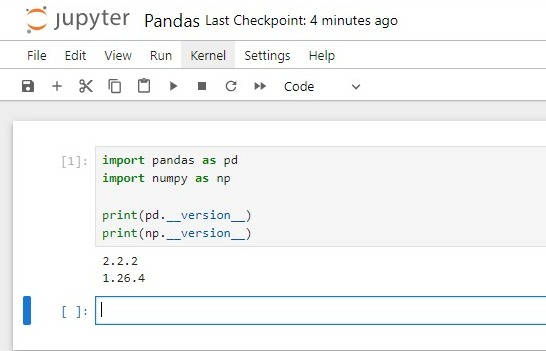 jupyter Pandas Last Checkpoint: 4 minutes ago
File Edit View Run Kernel Settings Help
Code
[1]: import pandas as pd
import numpy as np
print(pd.__version__)
print(np.__version__)
2.2.2
1.26.4
[ ]: